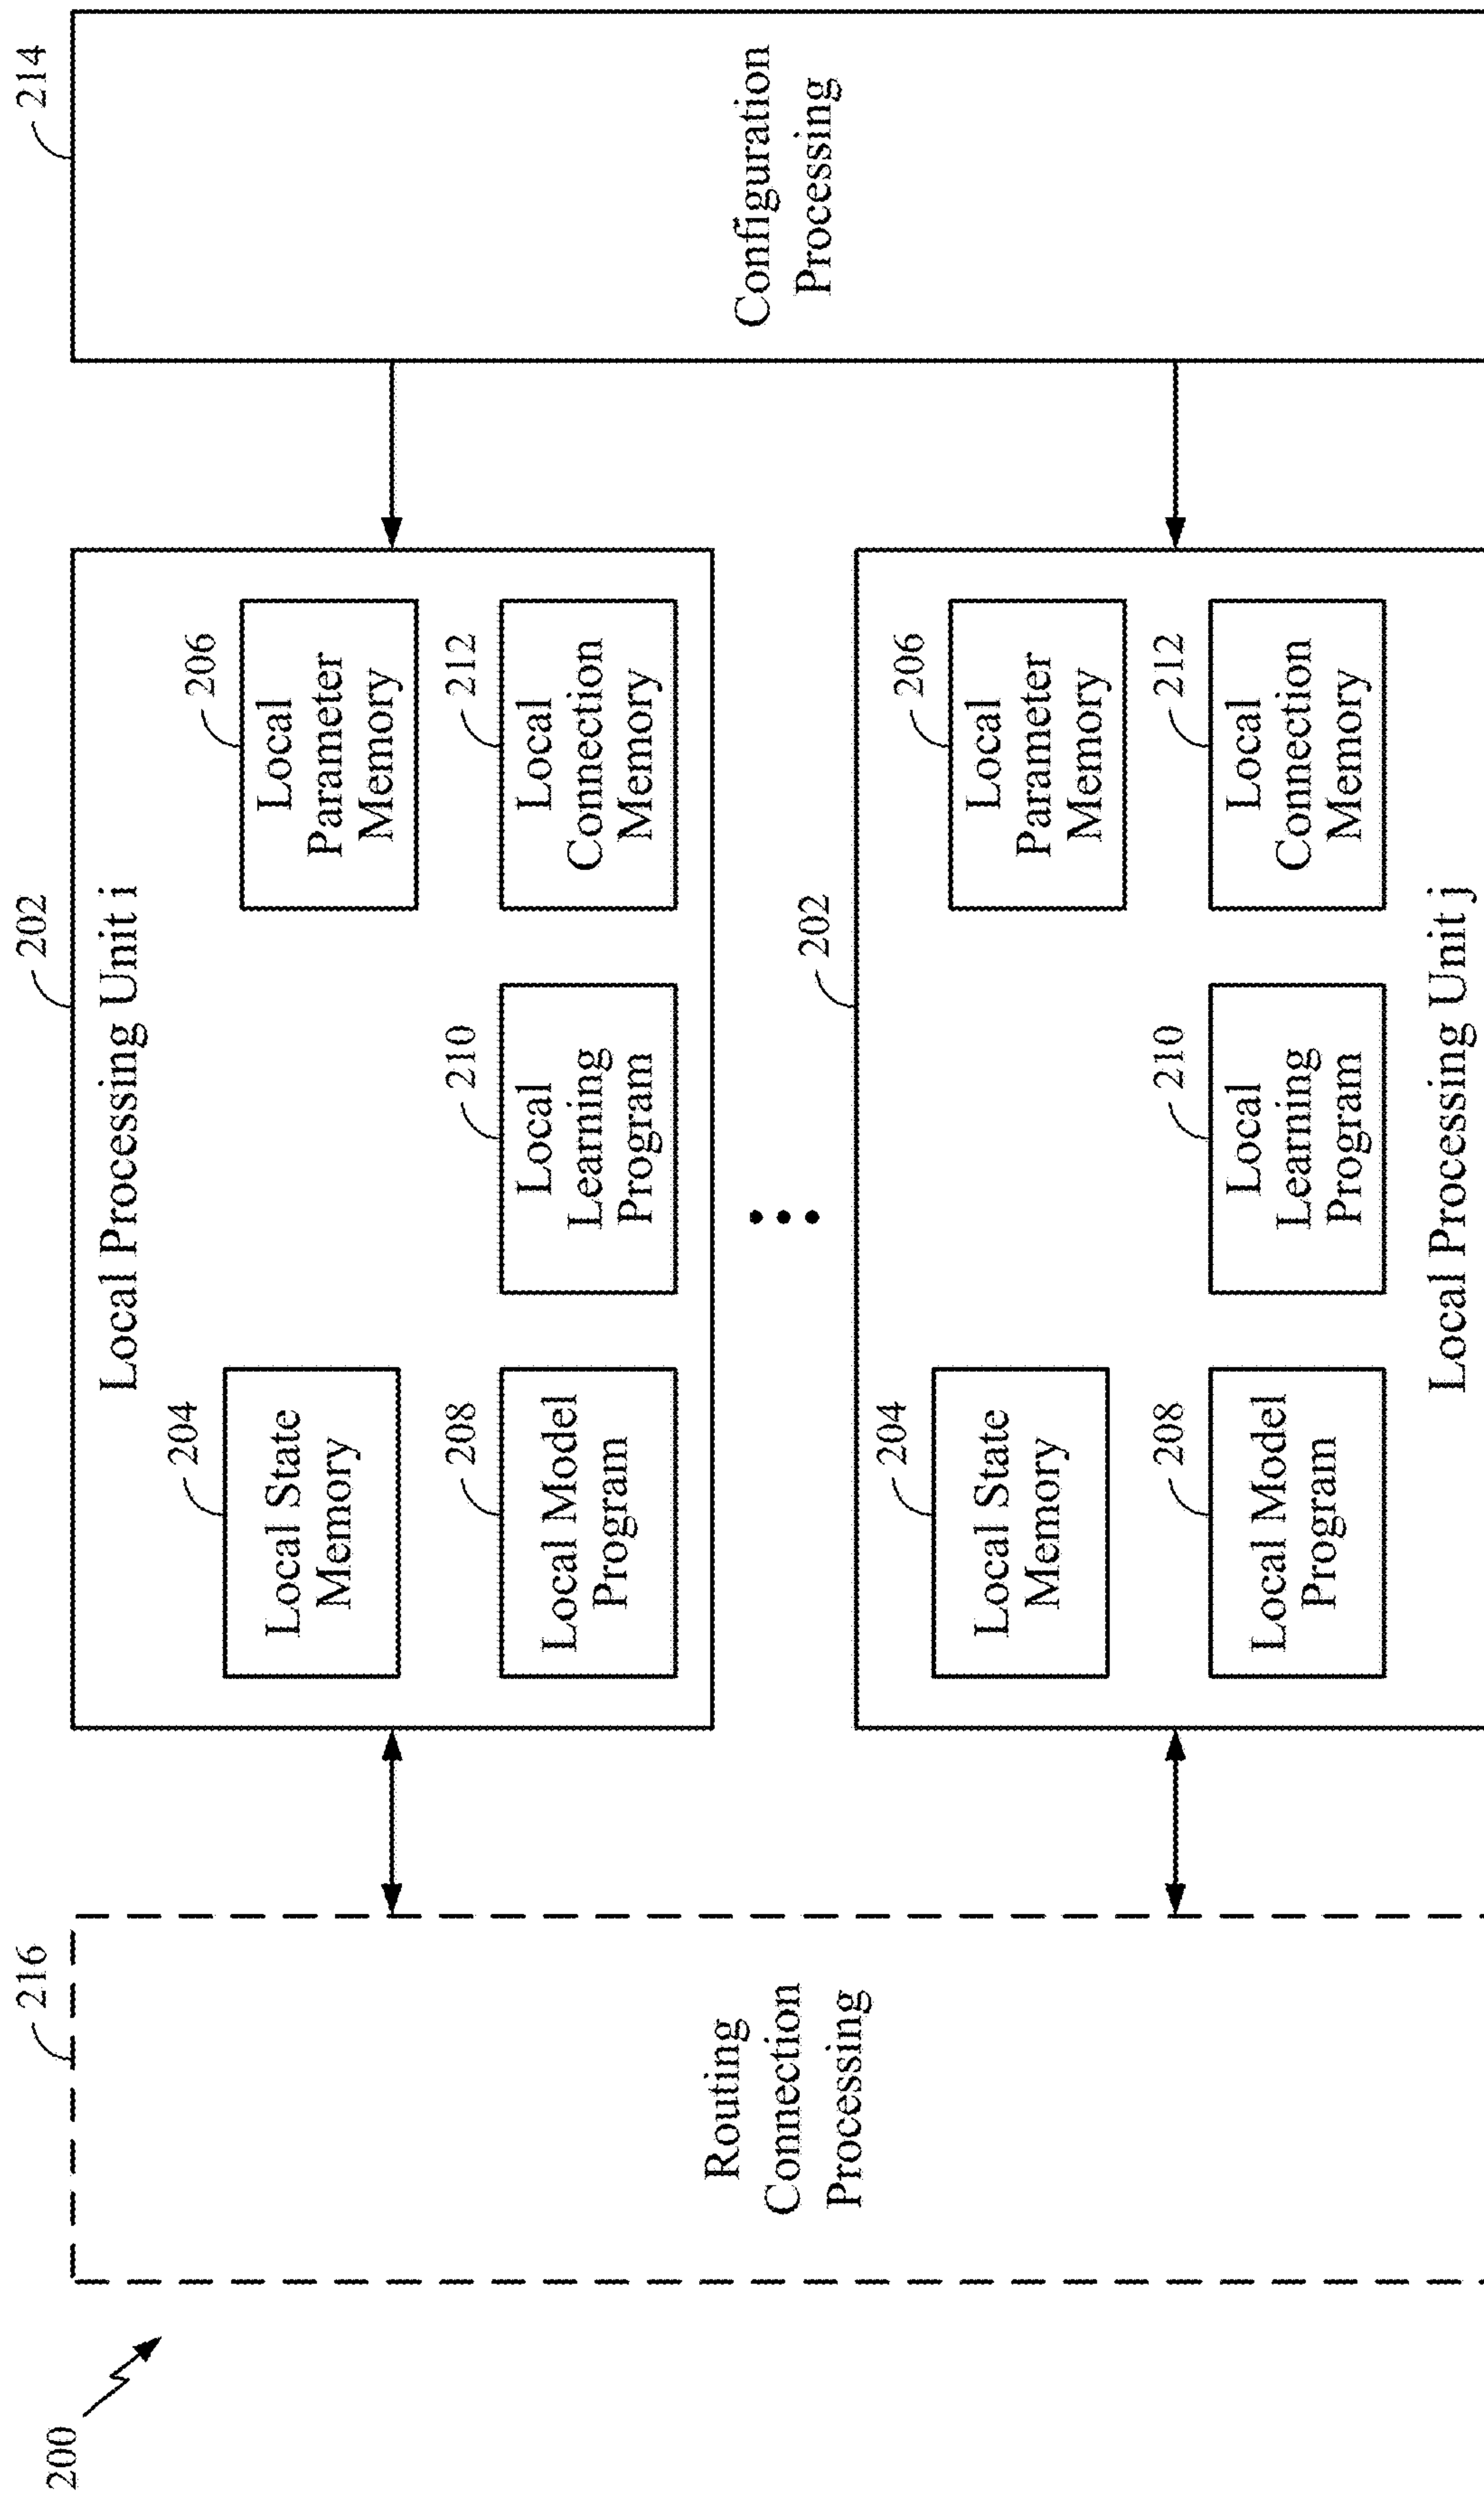 200
216
Routing
Connection
Processing
202
Local Processing Unit i
204
Local State
Memory
206
Local
Parameter
Memory
208
Local Model
Program
210
Local
Learning
Program
212
Local
Connection
Memory
202
204
Local State
Memory
206
Local
Parameter
Memory
208
Local Model
Program
210
Local
Learning
Program
212
Local
Connection
Memory
Local Processing Unit j
214
Configuration
Processing